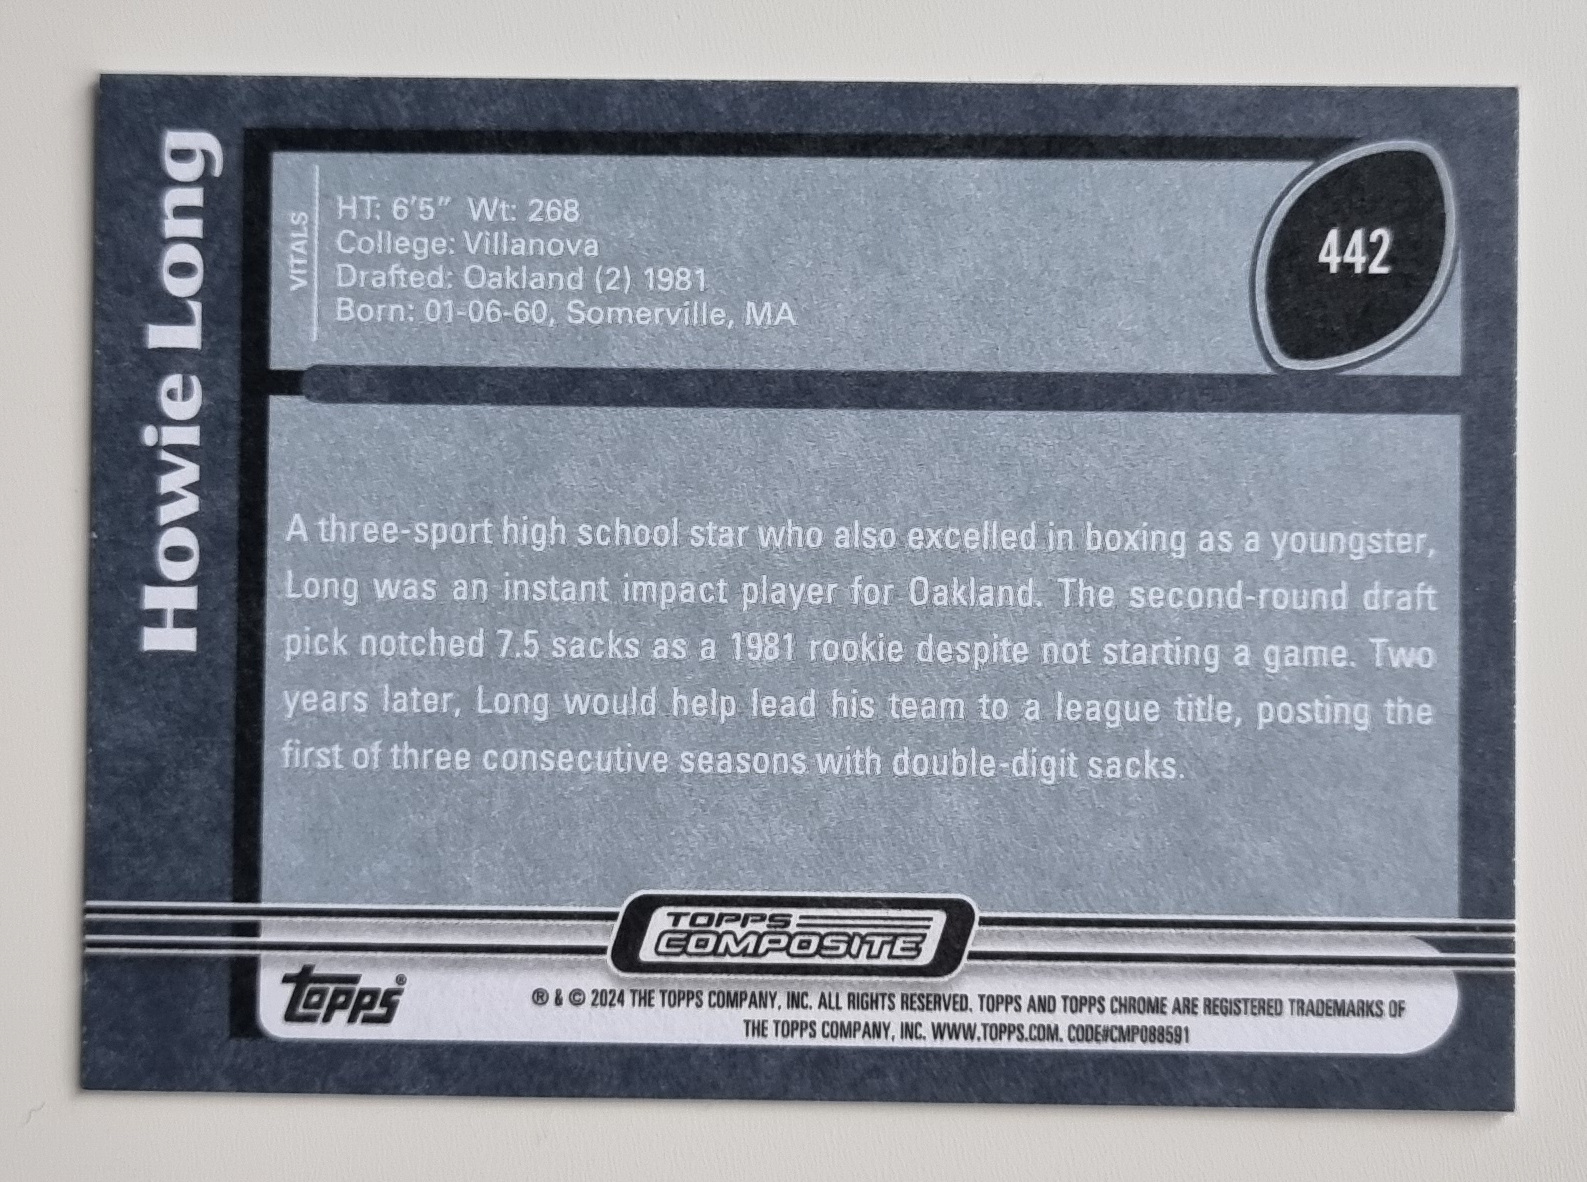 Howie Long
VITALS
HT: 6'5" Wt: 268
College: Villanova
Drafted: Oakland (2) 1981
Born: 01-06-60, Somerville, MA
442
A three-sport high school star who also excelled in boxing as a youngster,
Long was an instant impact player for Oakland. The second-round draft
pick notched 7.5 sacks as a 1981 rookie despite not starting a game. Two
years later, Long would help lead his team to a league title, posting the
first of three consecutive seasons with double-digit sacks.
TOPPS
COMPOSITE
topps®
® & © 2024 THE TOPPS COMPANY, INC. ALL RIGHTS RESERVED. TOPPS AND TOPPS CHROME ARE REGISTERED TRADEMARKS OF
THE TOPPS COMPANY, INC. WWW.TOPPS.COM. CODE#CMP088591